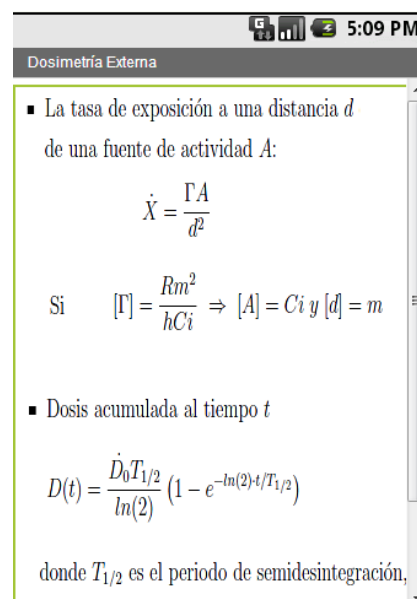 5:09 PM
Dosimetría Externa
▪ La tasa de exposición a una distancia d
de una fuente de actividad A:
Ẋ = ΓA / d²
Si [Γ] = Rm² / hCi ⇒ [A] = Ci y [d] = m
▪ Dosis acumulada al tiempo t
D(t) = Ḋ₀T₁/₂ / ln(2) (1 − e^(−ln(2)·t/T₁/₂))
donde T₁/₂ es el periodo de semidesintegración,